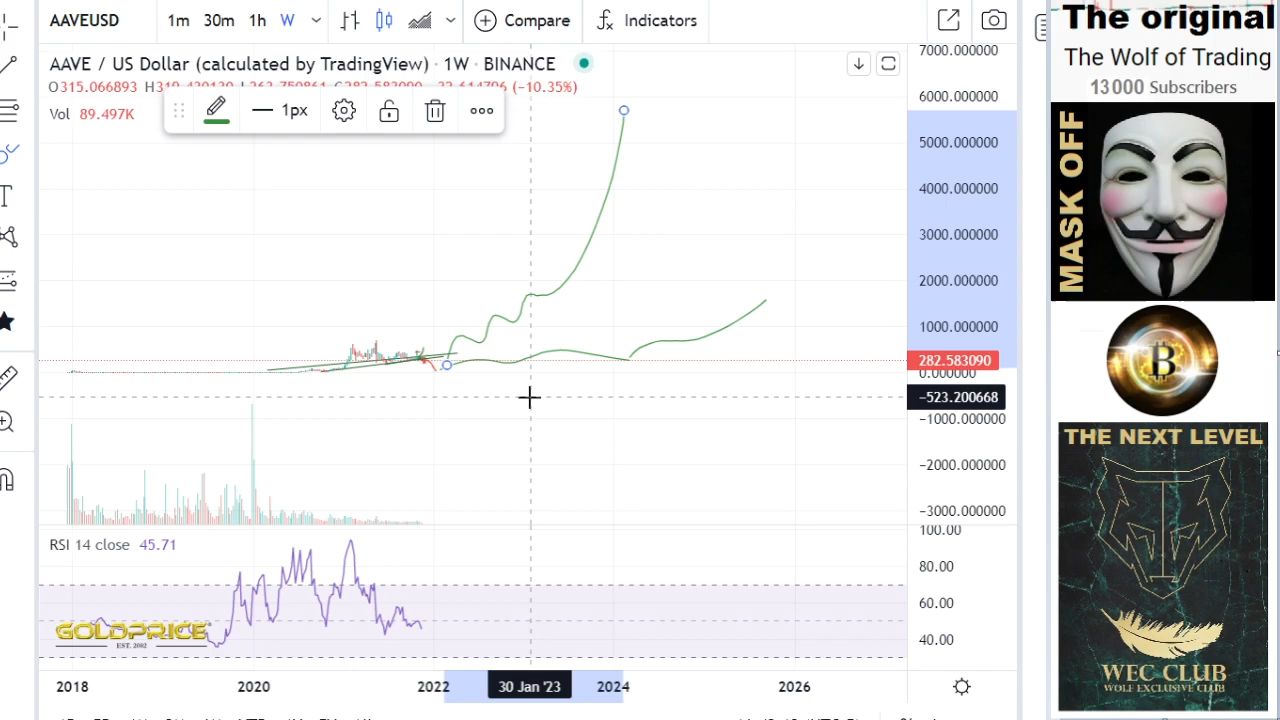 AAVEUSD 1m 30m 1h W Compare Indicators
AAVE / US Dollar (calculated by TradingView) · 1W · BINANCE
O315.066893 (−10.35%)
Vol 89.497K
1px
7000.000000
6000.000000
5000.000000
4000.000000
3000.000000
2000.000000
1000.000000
282.583090
0.000000
−523.200668
−1000.000000
−2000.000000
−3000.000000
RSI 14 close 45.71
100.00
80.00
60.00
40.00
GOLDPRICE
EST. 2002
2018 2020 2022 30 Jan '23 2024 2026
The original
The Wolf of Trading
13000 Subscribers
MASK OFF
B
THE NEXT LEVEL
WEC CLUB
WOLF EXCLUSIVE CLUB